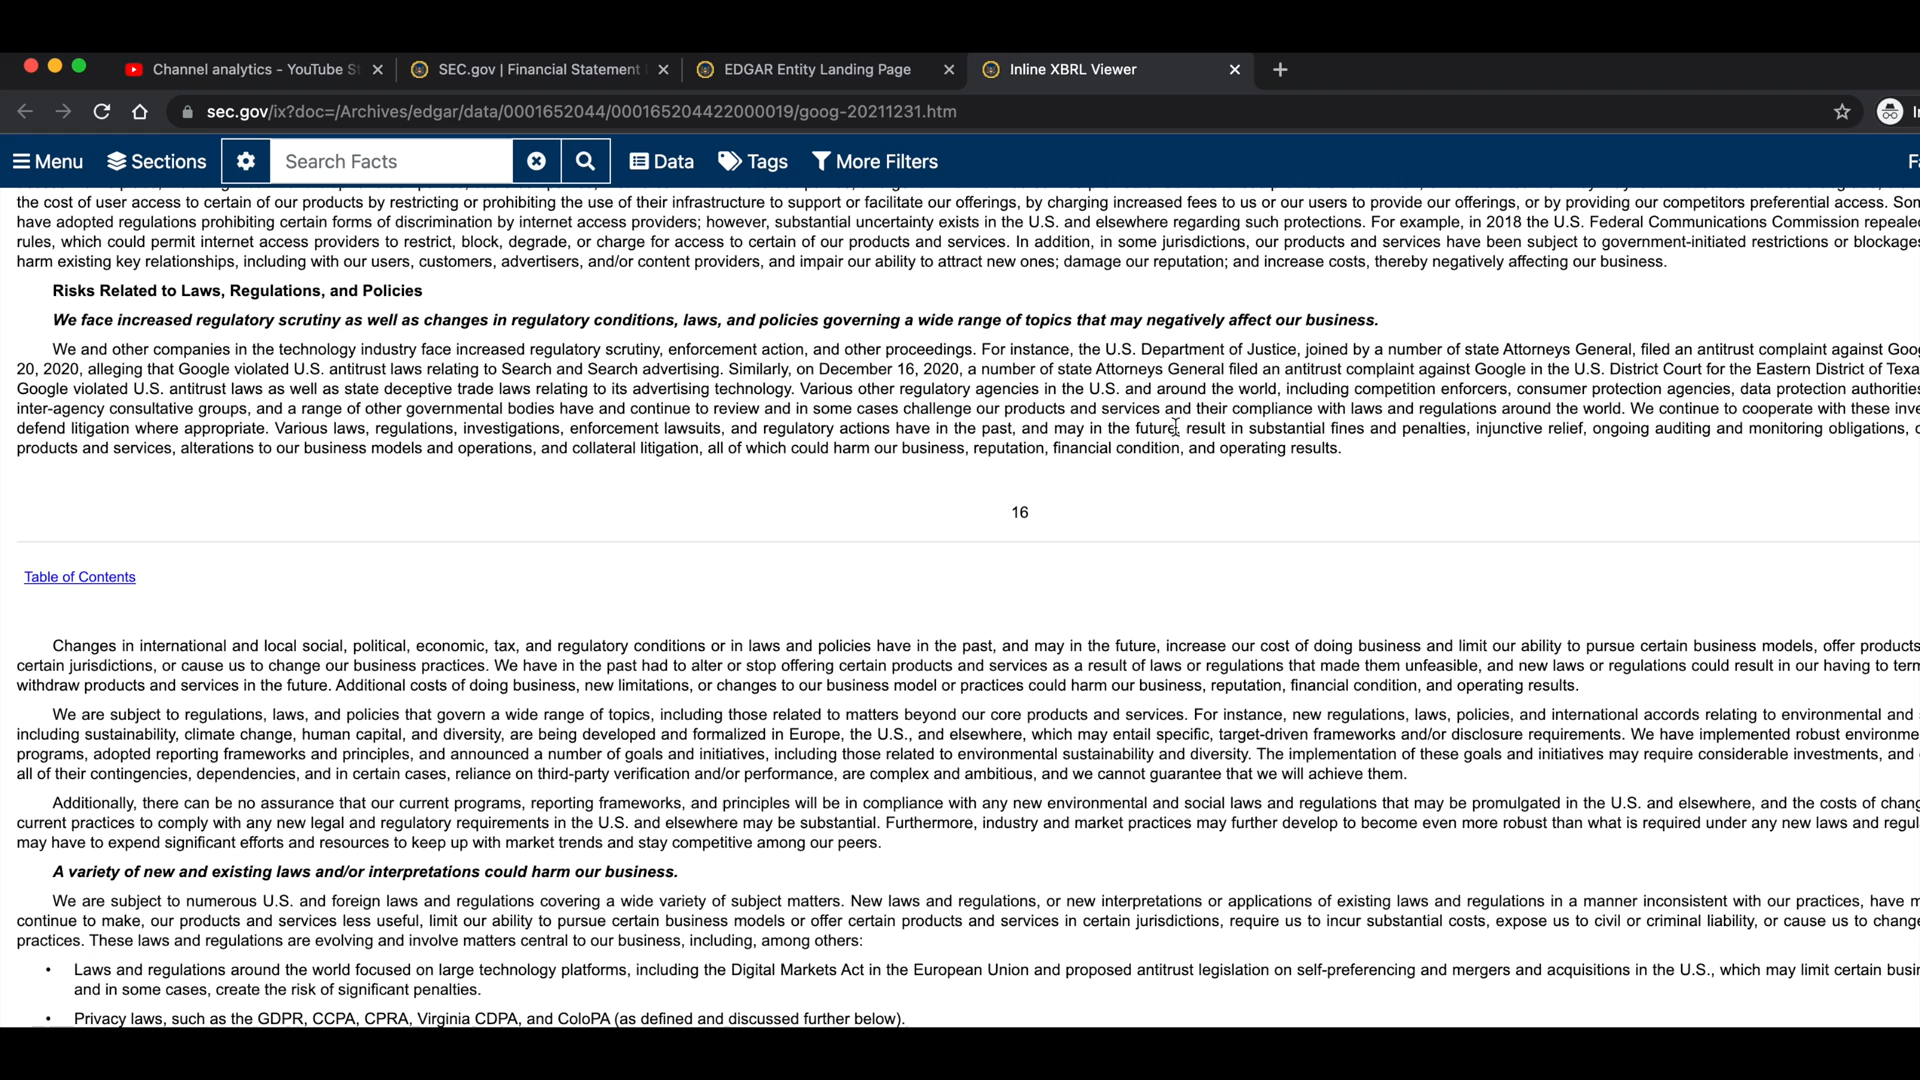 Channel analytics - YouTube St
SEC.gov | Financial Statement
EDGAR Entity Landing Page
Inline XBRL Viewer
sec.gov/ix?doc=/Archives/edgar/data/0001652044/000165204422000019/goog-20211231.htm
Menu
Sections
Search Facts
Data
Tags
More Filters
the cost of user access to certain of our products by restricting or prohibiting the use of their infrastructure to support or facilitate our offerings, by charging increased fees to us or our users to provide our offerings, or by providing our competitors preferential access.
have adopted regulations prohibiting certain forms of discrimination by internet access providers; however, substantial uncertainty exists in the U.S. and elsewhere regarding such protections. For example, in 2018 the U.S. Federal Communications Commission repeale
rules, which could permit internet access providers to restrict, block, degrade, or charge for access to certain of our products and services. In addition, in some jurisdictions, our products and services have been subject to government-initiated restrictions or blockages
harm existing key relationships, including with our users, customers, advertisers, and/or content providers, and impair our ability to attract new ones; damage our reputation; and increase costs, thereby negatively affecting our business.
Risks Related to Laws, Regulations, and Policies
We face increased regulatory scrutiny as well as changes in regulatory conditions, laws, and policies governing a wide range of topics that may negatively affect our business.
We and other companies in the technology industry face increased regulatory scrutiny, enforcement action, and other proceedings. For instance, the U.S. Department of Justice, joined by a number of state Attorneys General, filed an antitrust complaint against Goo
20, 2020, alleging that Google violated U.S. antitrust laws relating to Search and Search advertising. Similarly, on December 16, 2020, a number of state Attorneys General filed an antitrust complaint against Google in the U.S. District Court for the Eastern District of Texa
Google violated U.S. antitrust laws as well as state deceptive trade laws relating to its advertising technology. Various other regulatory agencies in the U.S. and around the world, including competition enforcers, consumer protection agencies, data protection authorities
inter-agency consultative groups, and a range of other governmental bodies have and continue to review and in some cases challenge our products and services and their compliance with laws and regulations around the world. We continue to cooperate with these inve
defend litigation where appropriate. Various laws, regulations, investigations, enforcement lawsuits, and regulatory actions have in the past, and may in the future, result in substantial fines and penalties, injunctive relief, ongoing auditing and monitoring obligations,
products and services, alterations to our business models and operations, and collateral litigation, all of which could harm our business, reputation, financial condition, and operating results.
16
Table of Contents
Changes in international and local social, political, economic, tax, and regulatory conditions or in laws and policies have in the past, and may in the future, increase our cost of doing business and limit our ability to pursue certain business models, offer products
certain jurisdictions, or cause us to change our business practices. We have in the past had to alter or stop offering certain products and services as a result of laws or regulations that made them unfeasible, and new laws or regulations could result in our having to term
withdraw products and services in the future. Additional costs of doing business, new limitations, or changes to our business model or practices could harm our business, reputation, financial condition, and operating results.
We are subject to regulations, laws, and policies that govern a wide range of topics, including those related to matters beyond our core products and services. For instance, new regulations, laws, policies, and international accords relating to environmental and
including sustainability, climate change, human capital, and diversity, are being developed and formalized in Europe, the U.S., and elsewhere, which may entail specific, target-driven frameworks and/or disclosure requirements. We have implemented robust environme
programs, adopted reporting frameworks and principles, and announced a number of goals and initiatives, including those related to environmental sustainability and diversity. The implementation of these goals and initiatives may require considerable investments, and
all of their contingencies, dependencies, and in certain cases, reliance on third-party verification and/or performance, are complex and ambitious, and we cannot guarantee that we will achieve them.
Additionally, there can be no assurance that our current programs, reporting frameworks, and principles will be in compliance with any new environmental and social laws and regulations that may be promulgated in the U.S. and elsewhere, and the costs of chang
current practices to comply with any new legal and regulatory requirements in the U.S. and elsewhere may be substantial. Furthermore, industry and market practices may further develop to become even more robust than what is required under any new laws and regul
may have to expend significant efforts and resources to keep up with market trends and stay competitive among our peers.
A variety of new and existing laws and/or interpretations could harm our business.
We are subject to numerous U.S. and foreign laws and regulations covering a wide variety of subject matters. New laws and regulations, or new interpretations or applications of existing laws and regulations in a manner inconsistent with our practices, have m
continue to make, our products and services less useful, limit our ability to pursue certain business models or offer certain products and services in certain jurisdictions, require us to incur substantial costs, expose us to civil or criminal liability, or cause us to change
practices. These laws and regulations are evolving and involve matters central to our business, including, among others:
• Laws and regulations around the world focused on large technology platforms, including the Digital Markets Act in the European Union and proposed antitrust legislation on self-preferencing and mergers and acquisitions in the U.S., which may limit certain busi
and in some cases, create the risk of significant penalties.
• Privacy laws, such as the GDPR, CCPA, CPRA, Virginia CDPA, and ColoPA (as defined and discussed further below).